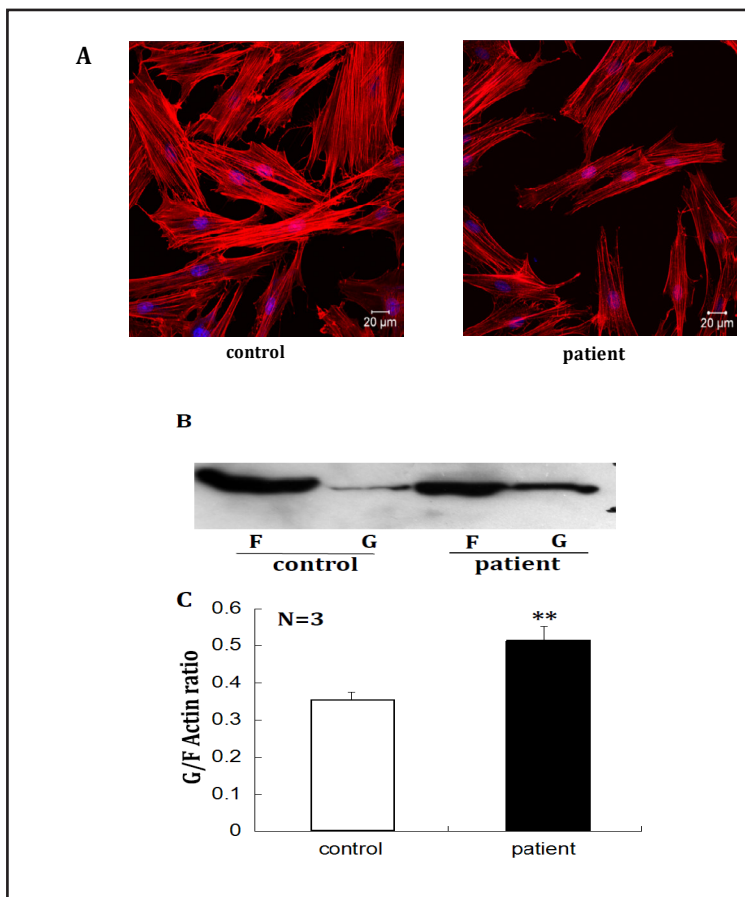 A
20 µm
20 µm
control
patient
B
F G F G
control patient
C
0.6
0.5
0.4
0.3
0.2
0.1
0
N=3
**
G/F Actin ratio
control patient